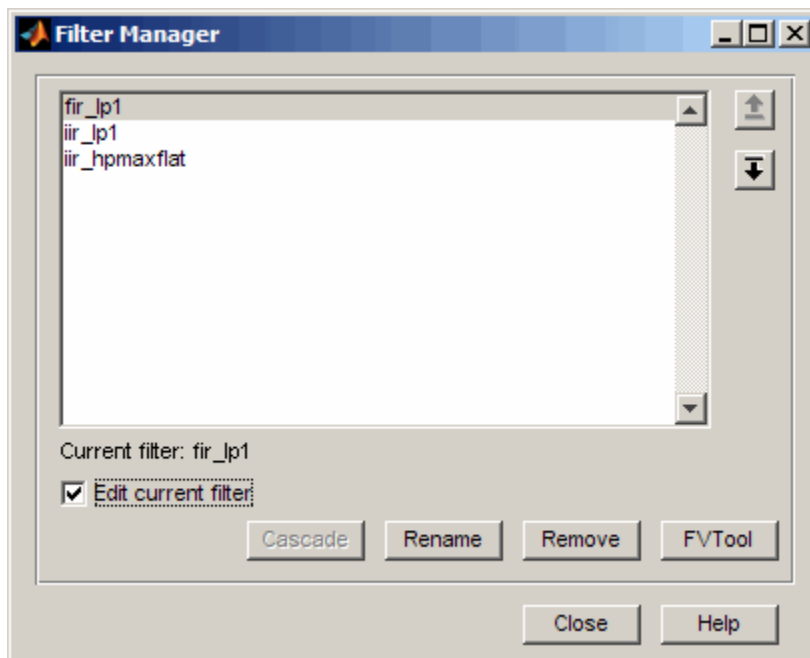 Filter Manager
fir_lp1
iir_lp1
iir_hpmaxflat
Current filter: fir_lp1
Edit current filter
Cascade Rename Remove FVTool
Close Help